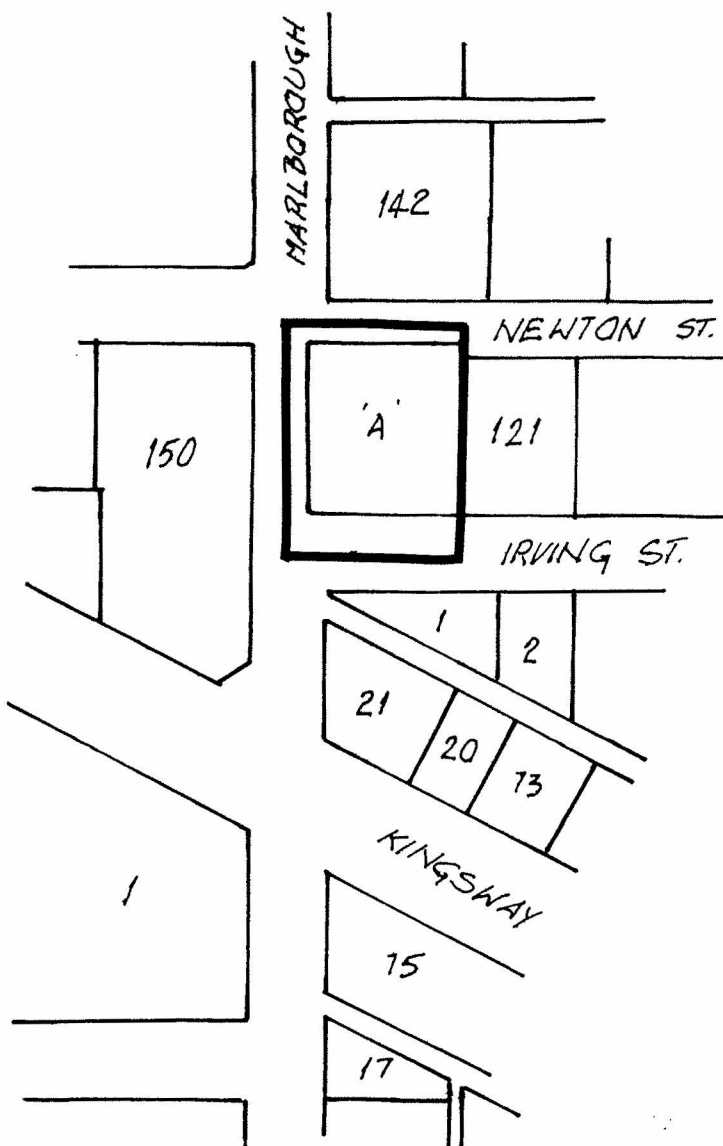 MARLBOROUGH
142
NEWTON ST.
'A'
121
150
IRVING ST.
1
2
21
20
13
KINGSWAY
1
15
17